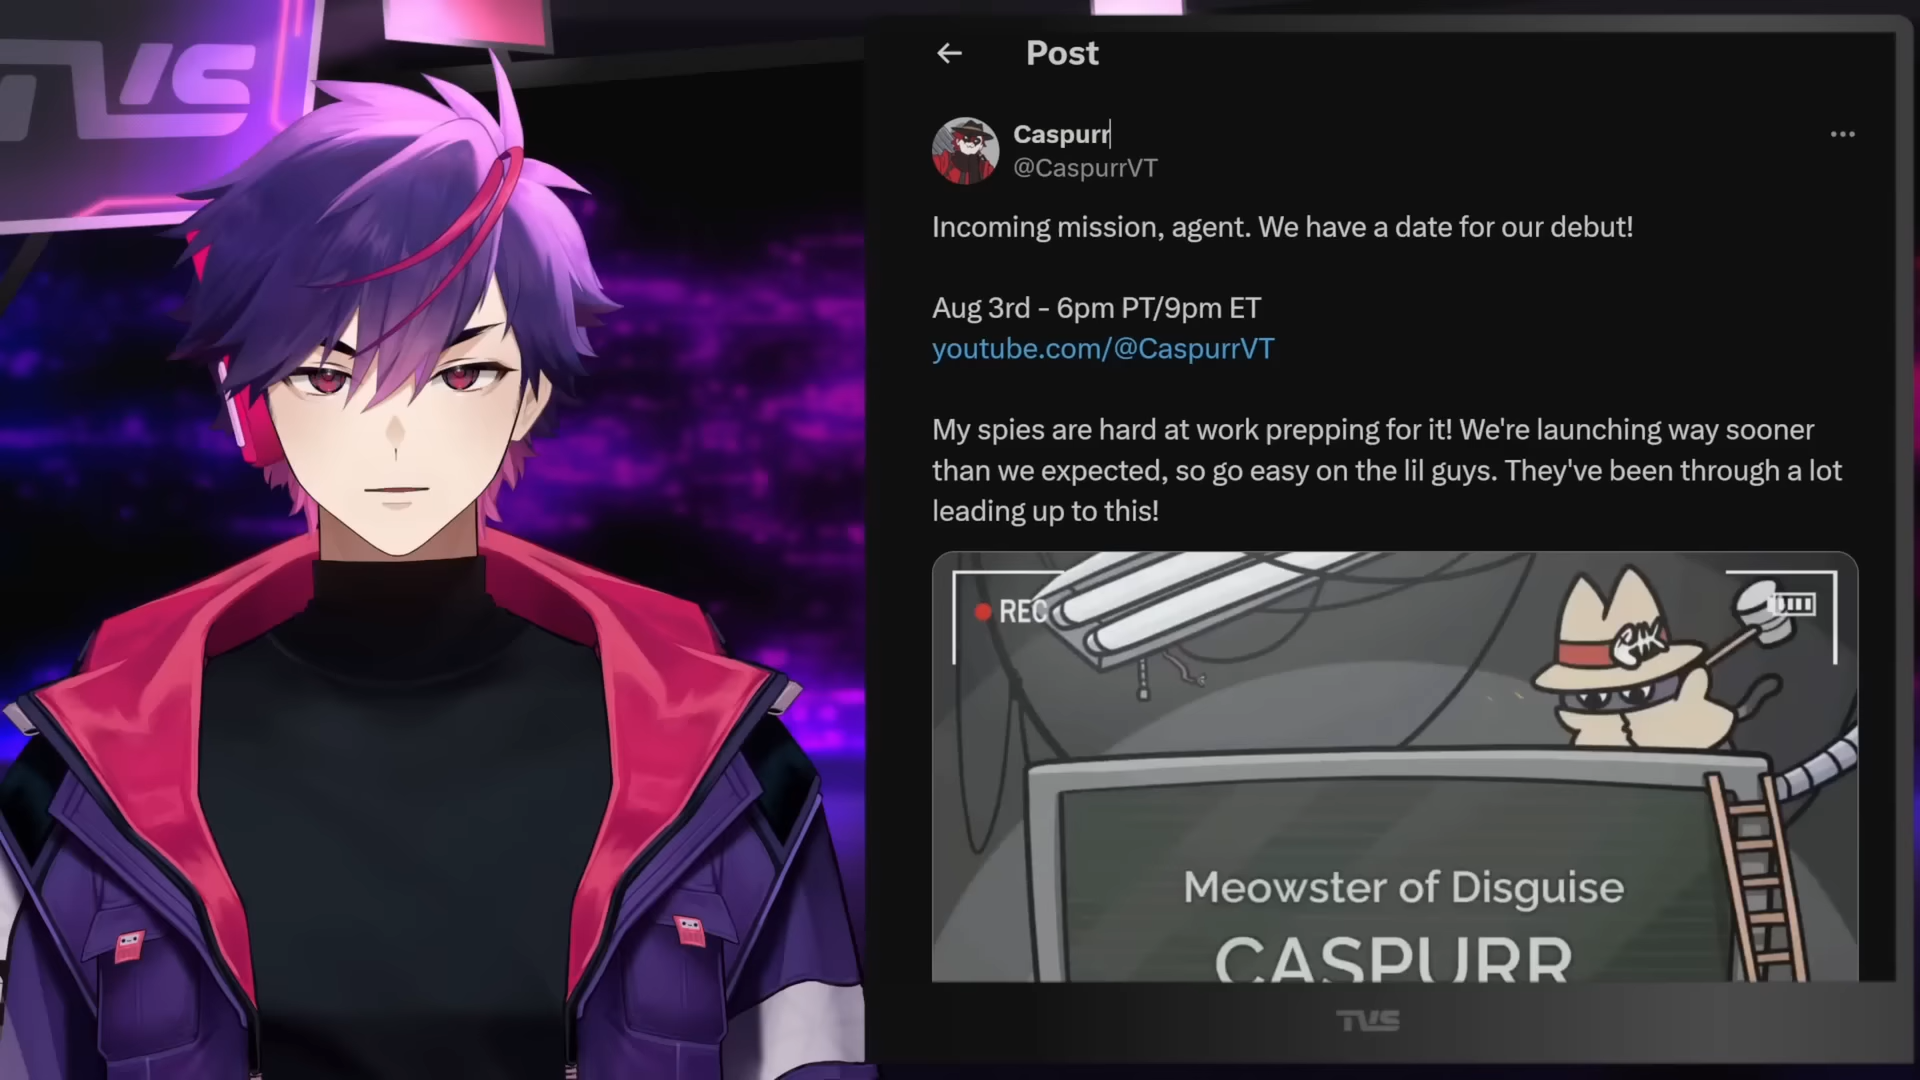 TVS
Post
Caspurr
@CaspurrVT
Incoming mission, agent. We have a date for our debut!
Aug 3rd - 6pm PT/9pm ET
youtube.com/@CaspurrVT
My spies are hard at work prepping for it! We're launching way sooner
than we expected, so go easy on the lil guys. They've been through a lot
leading up to this!
REC
Meowster of Disguise
CASPURR
TVS